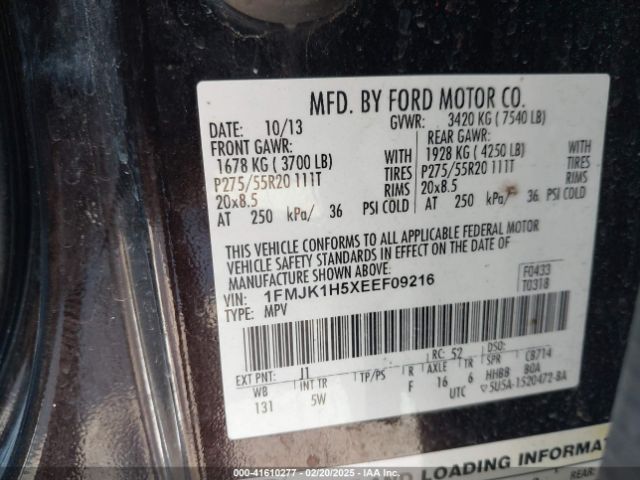 MFD. BY FORD MOTOR CO.
DATE: 10/13 GVWR: 3420 KG ( 7540 LB)
FRONT GAWR: REAR GAWR:
1678 KG ( 3700 LB) WITH 1928 KG ( 4250 LB) WITH
P275/55R20 111T TIRES P275/55R20 111T TIRES
20x8.5 RIMS 20x8.5 RIMS
AT 250 kPa/ 36 PSI COLD AT 250 kPa/ 36 PSI COLD
THIS VEHICLE CONFORMS TO ALL APPLICABLE FEDERAL MOTOR
VEHICLE SAFETY STANDARDS IN EFFECT ON THE DATE OF
MANUFACTURE SHOWN ABOVE.
VIN: 1FMJK1H5XEEF09216 F0433
TYPE: MPV T0318
EXT PNT: J1 RC: 52 DSO:
WB INT TR TP/PS R AXLE TR SPR CB714
131 5W F 16 6 HHBB BOA
UTC ▽5U5A-1520472-BA
LOADING INFORMAT
REAR:
000-41610277 - 02/20/2025 - IAA Inc.